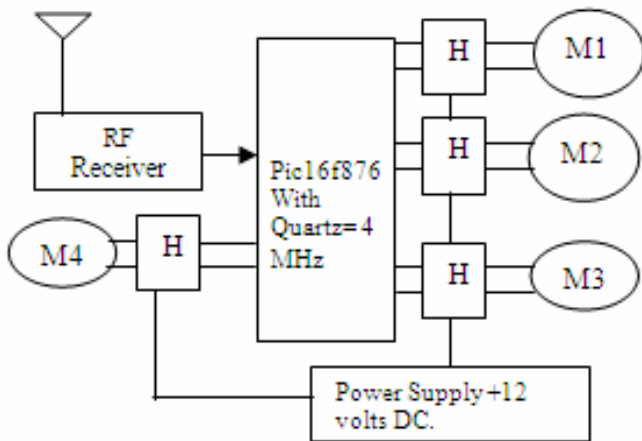 H
M1
RF
Receiver
Pic16f876
With
Quartz= 4
MHz
H
M2
M4
H
H
M3
Power Supply +12
volts DC.